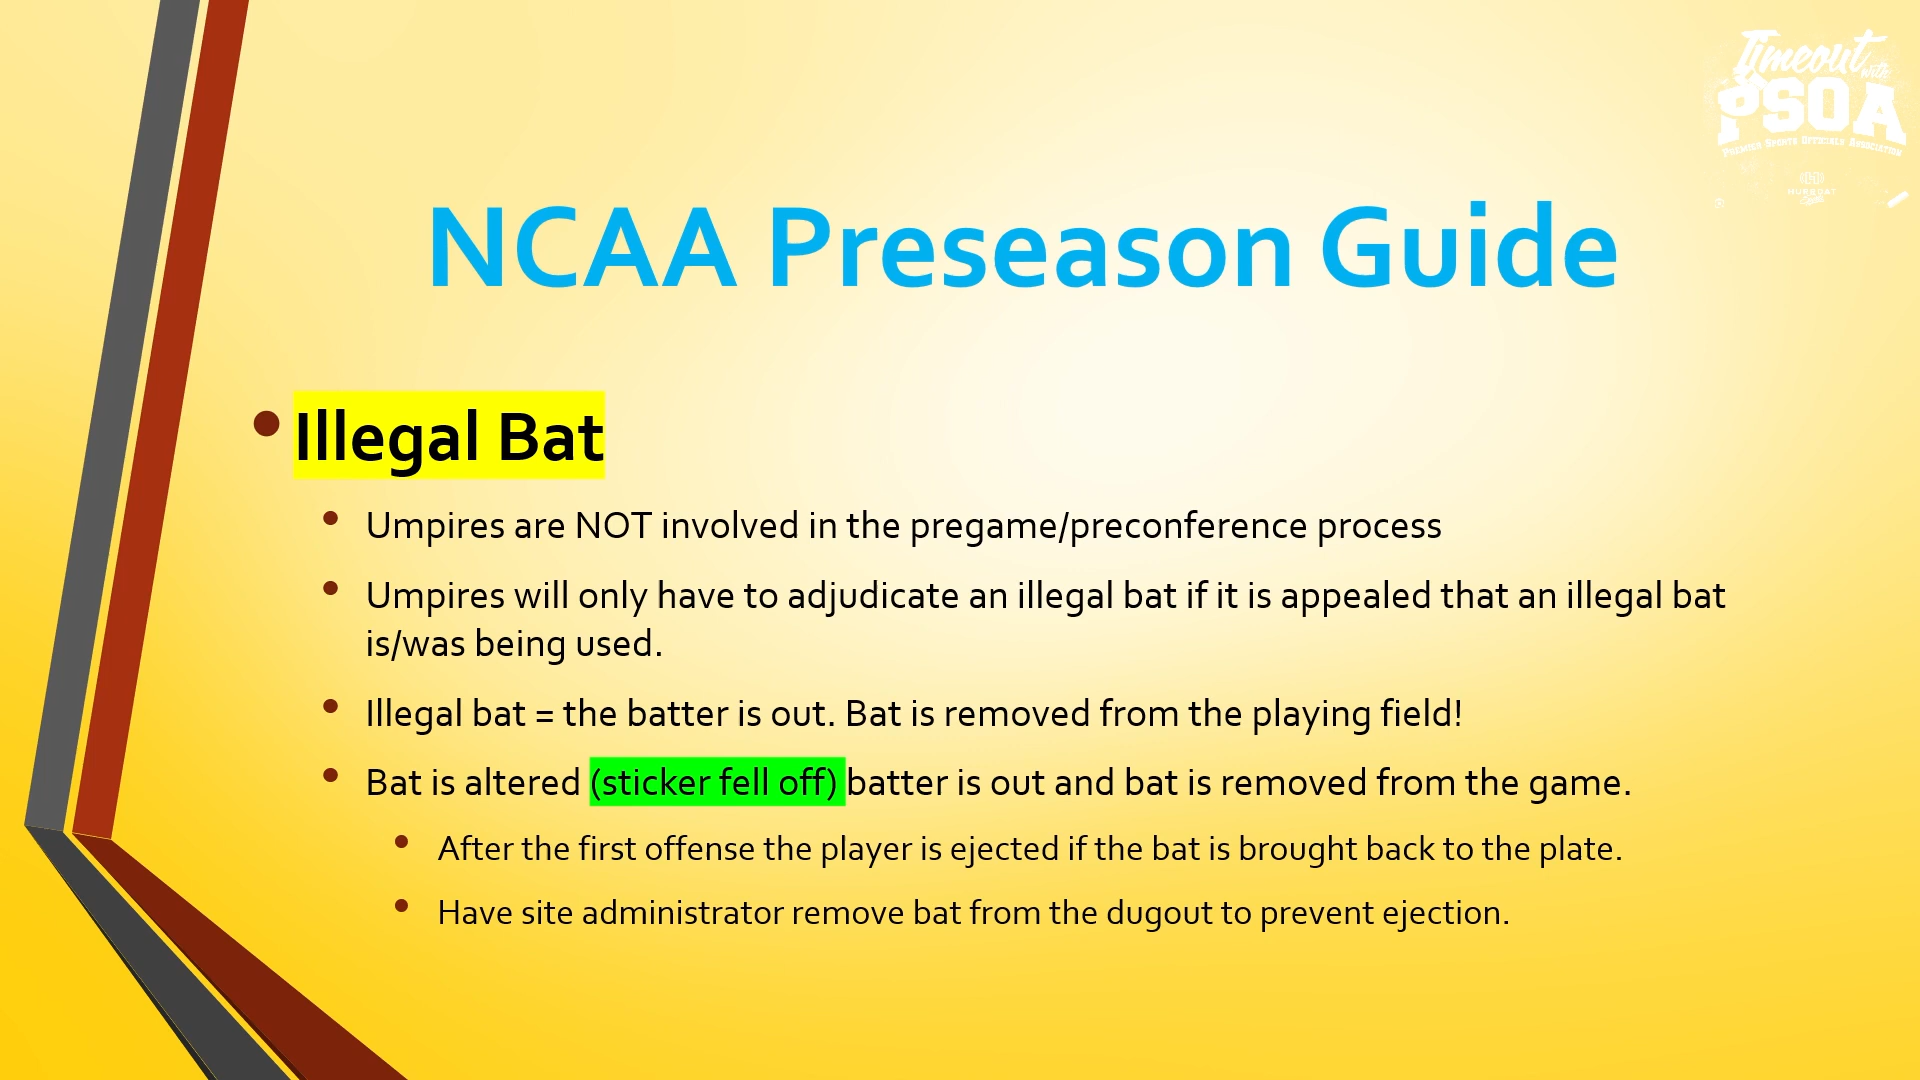 Timeout with
PSOA
PREMIER SPORTS OFFICIALS ASSOCIATION
NCAA Preseason Guide
• Illegal Bat
• Umpires are NOT involved in the pregame/preconference process
• Umpires will only have to adjudicate an illegal bat if it is appealed that an illegal bat
is/was being used.
• Illegal bat = the batter is out. Bat is removed from the playing field!
• Bat is altered (sticker fell off) batter is out and bat is removed from the game.
• After the first offense the player is ejected if the bat is brought back to the plate.
• Have site administrator remove bat from the dugout to prevent ejection.